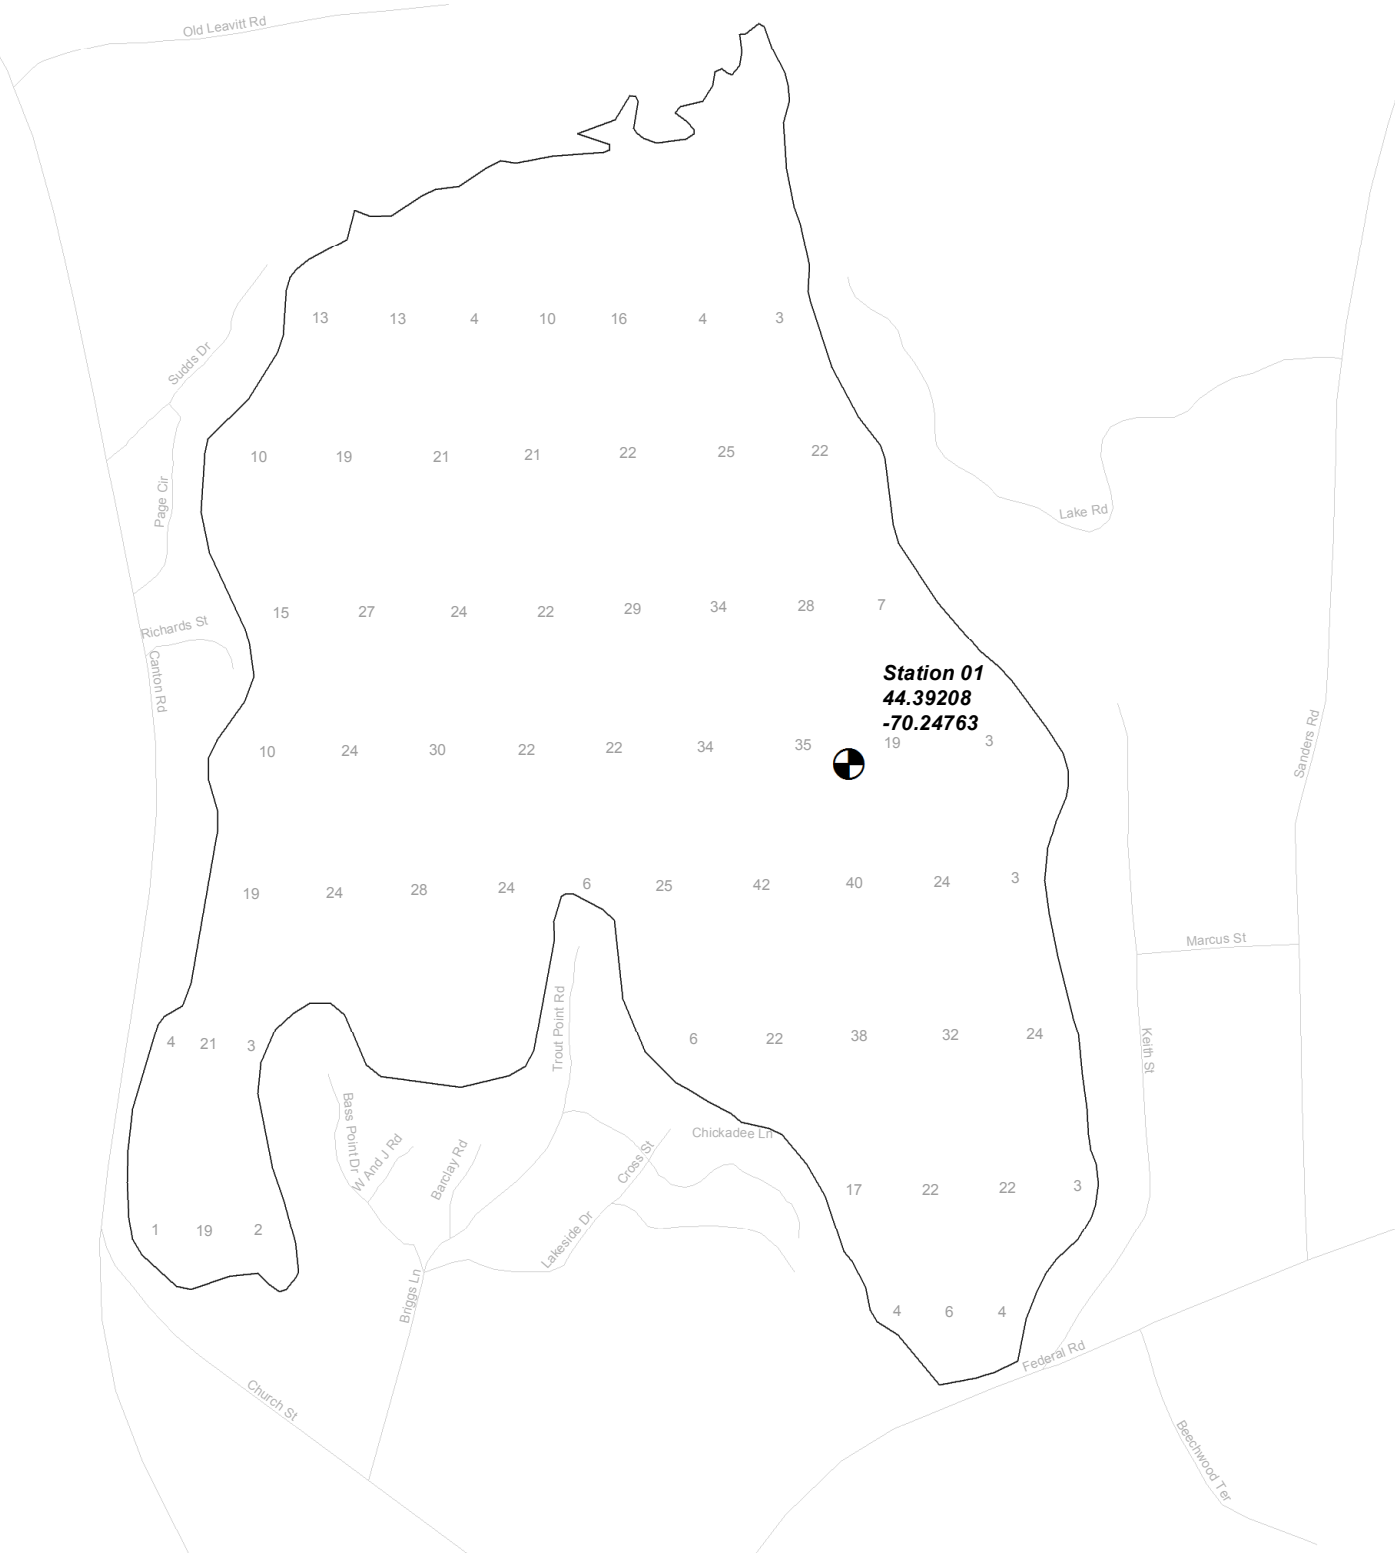 Old Leavitt Rd
13 13 4 10 16 4 3
Sudds Dr
10 19 21 21 22 25 22
Page Cir
Lake Rd
15 27 24 22 29 34 28 7
Richards St
Canton Rd
Station 01
44.39208
-70.24763
Sanders Rd
10 24 30 22 22 34 35 19 3
19 24 28 24 6 25 42 40 24 3
Marcus St
Trout Point Rd
4 21 3
6 22 38 32 24
Keith St
Bass Point Dr
W And J Rd
Barclay Rd
Cross St
Chickadee Ln
17 22 22 3
1 19 2
Lakeside Dr
Briggs Ln
4 6 4
Federal Rd
Church St
Beechwood Ter